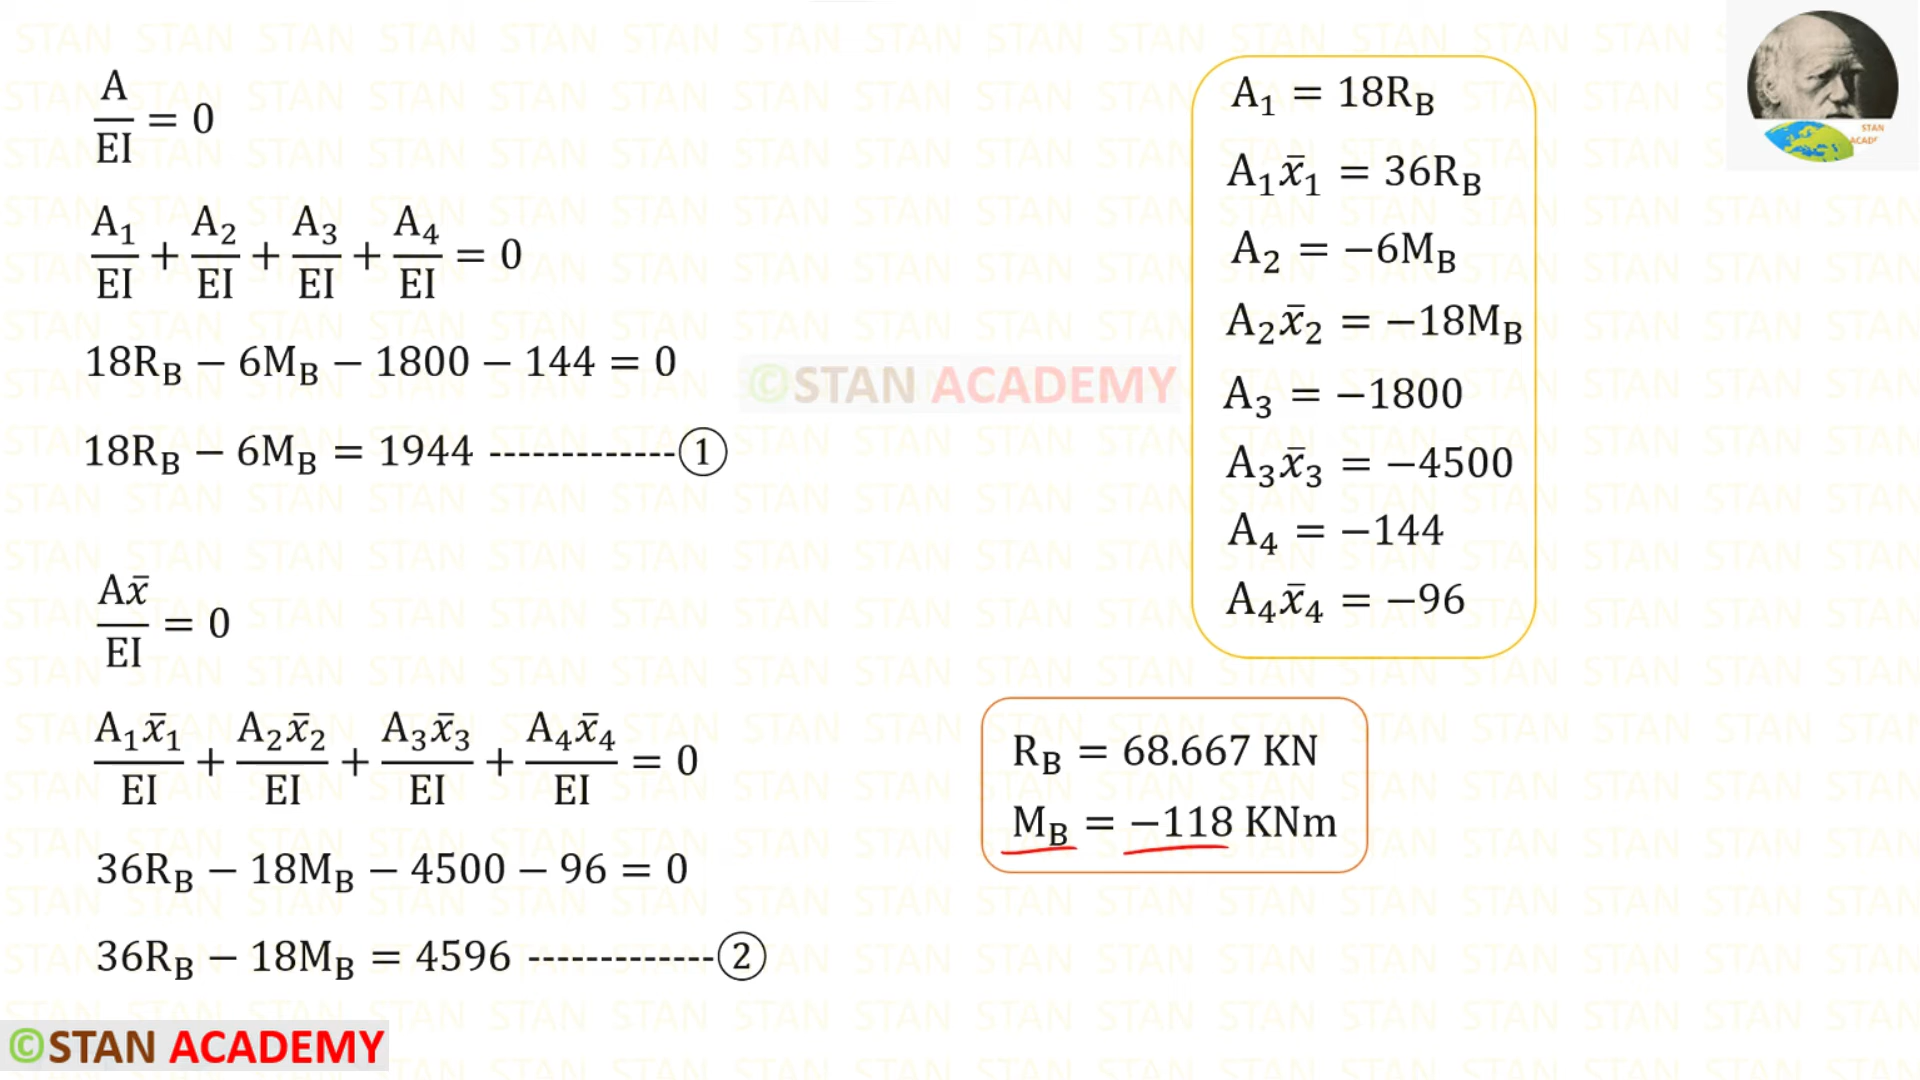 A/EI = 0
A₁/EI + A₂/EI + A₃/EI + A₄/EI = 0
18R_B − 6M_B − 1800 − 144 = 0
18R_B − 6M_B = 1944 -------------①
Ax̄/EI = 0
A₁x̄₁/EI + A₂x̄₂/EI + A₃x̄₃/EI + A₄x̄₄/EI = 0
36R_B − 18M_B − 4500 − 96 = 0
36R_B − 18M_B = 4596 -------------②
A₁ = 18R_B
A₁x̄₁ = 36R_B
A₂ = −6M_B
A₂x̄₂ = −18M_B
A₃ = −1800
A₃x̄₃ = −4500
A₄ = −144
A₄x̄₄ = −96
R_B = 68.667 KN
M_B = −118 KNm
©STAN ACADEMY
©STAN ACADEMY
STAN